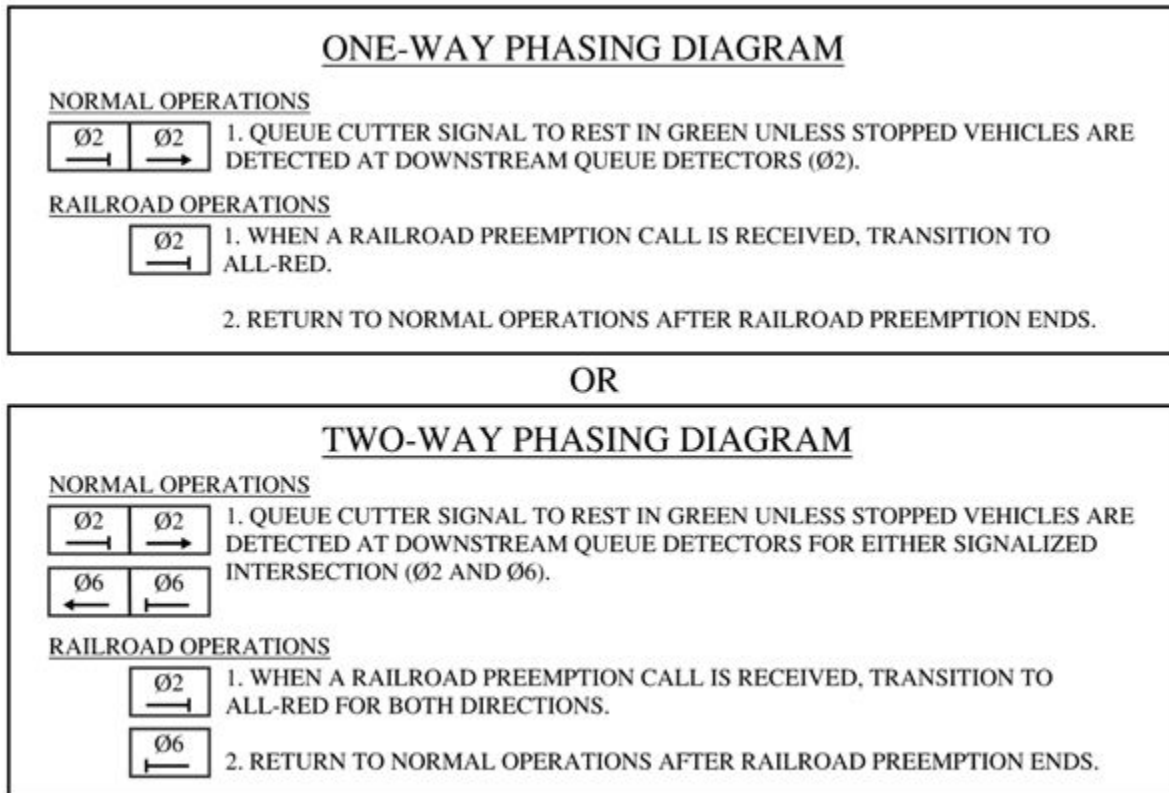 ONE-WAY PHASING DIAGRAM
NORMAL OPERATIONS
Ø2 Ø2 1. QUEUE CUTTER SIGNAL TO REST IN GREEN UNLESS STOPPED VEHICLES ARE
DETECTED AT DOWNSTREAM QUEUE DETECTORS (Ø2).
RAILROAD OPERATIONS
Ø2 1. WHEN A RAILROAD PREEMPTION CALL IS RECEIVED, TRANSITION TO
ALL-RED.
2. RETURN TO NORMAL OPERATIONS AFTER RAILROAD PREEMPTION ENDS.
OR
TWO-WAY PHASING DIAGRAM
NORMAL OPERATIONS
Ø2 Ø2 1. QUEUE CUTTER SIGNAL TO REST IN GREEN UNLESS STOPPED VEHICLES ARE
DETECTED AT DOWNSTREAM QUEUE DETECTORS FOR EITHER SIGNALIZED
Ø6 Ø6 INTERSECTION (Ø2 AND Ø6).
RAILROAD OPERATIONS
Ø2 1. WHEN A RAILROAD PREEMPTION CALL IS RECEIVED, TRANSITION TO
ALL-RED FOR BOTH DIRECTIONS.
Ø6 2. RETURN TO NORMAL OPERATIONS AFTER RAILROAD PREEMPTION ENDS.